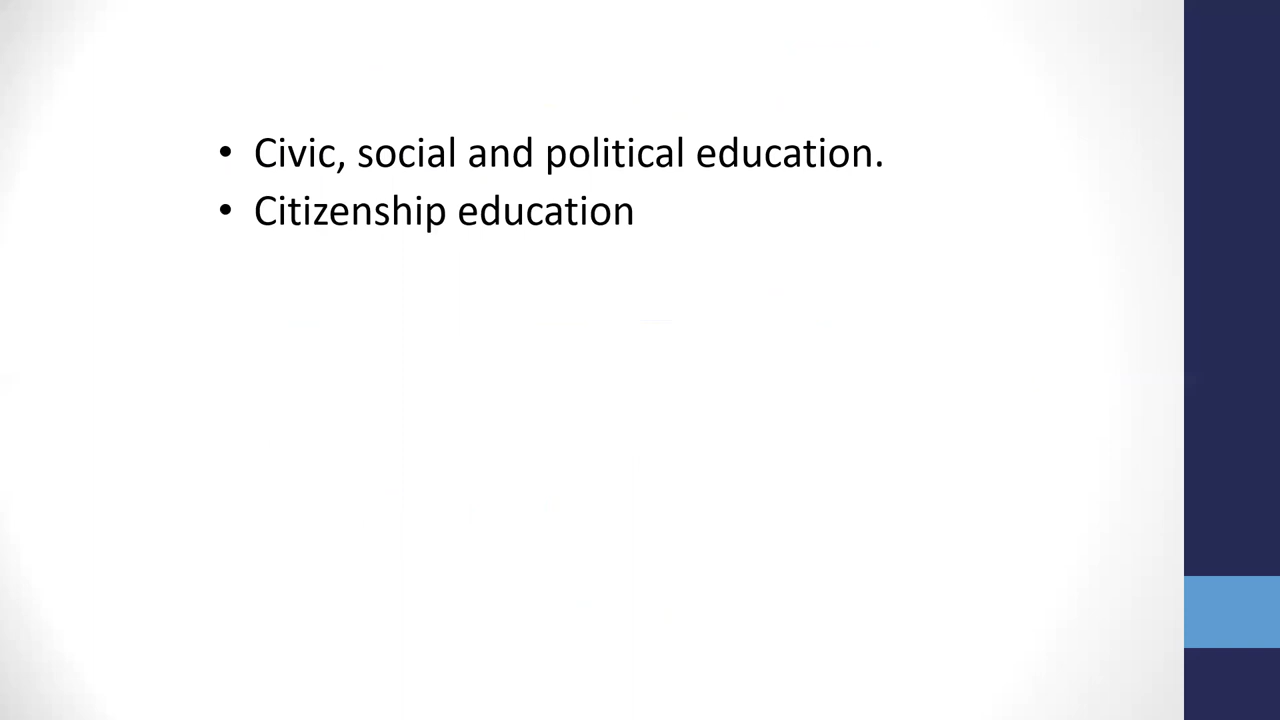 • Civic, social and political education.
• Citizenship education